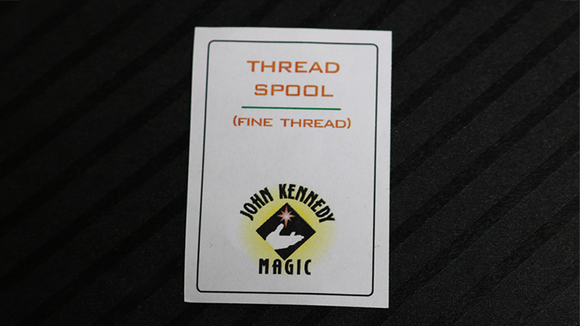 THREAD
SPOOL
(FINE THREAD)
JOHN KENNEDY
MAGIC